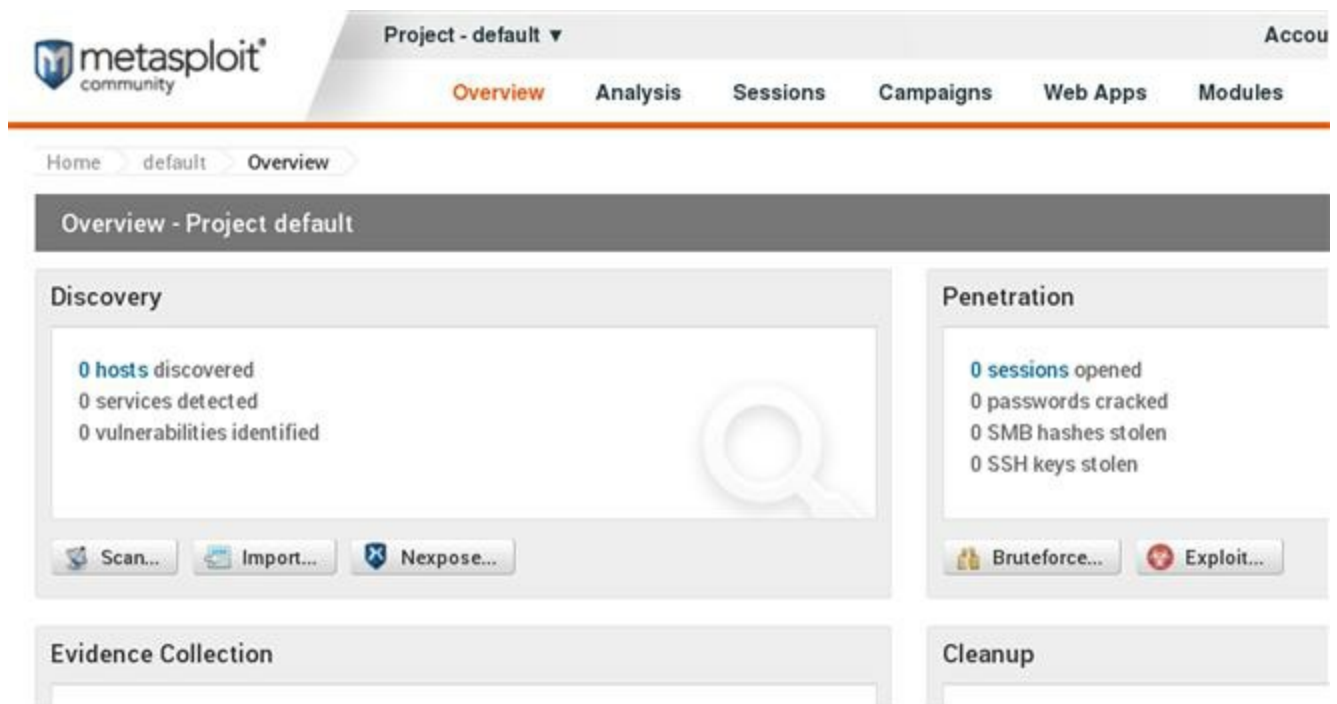 metasploit®
community
Project - default ▼
Accou
Overview Analysis Sessions Campaigns Web Apps Modules
Home default Overview
Overview - Project default
Discovery
0 hosts discovered
0 services detected
0 vulnerabilities identified
Scan... Import... Nexpose...
Penetration
0 sessions opened
0 passwords cracked
0 SMB hashes stolen
0 SSH keys stolen
Bruteforce... Exploit...
Evidence Collection
Cleanup